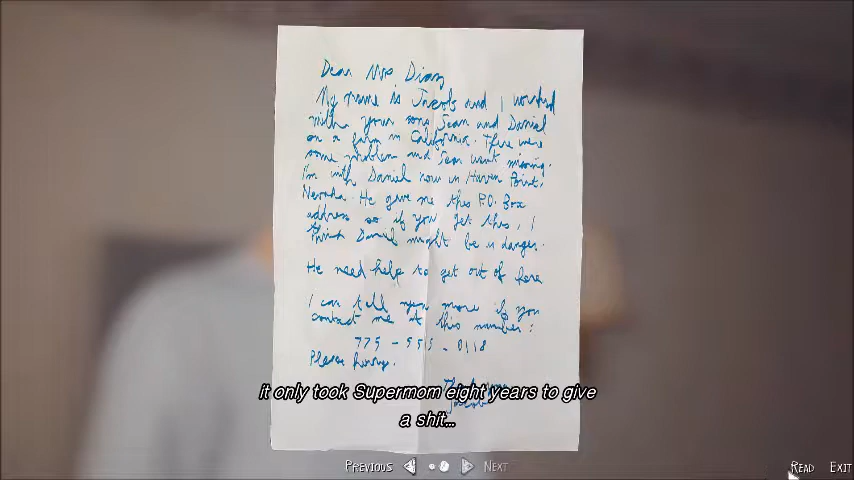 Dear Mrs Diaz
My name is Jacob and I worked
with your sons, Sean and Daniel
on a farm in California. There were
some problem and Sean went missing.
I'm with Daniel now in Haven Point,
Nevada. He gave me this P.O. Box
address so if you get this, I
think Daniel might be in danger.
He need help to get out of here
I can tell you more if you
contact me at this number:
775 - 555 - 0118
Please hurry.
it only took Supermom eight years to give
a shit...
PREVIOUS
NEXT
READ
EXIT